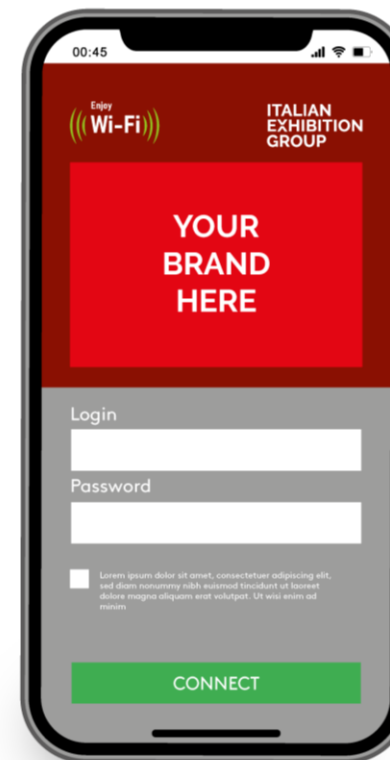 00:45
Enjoy
Wi-Fi
ITALIAN
EXHIBITION
GROUP
YOUR
BRAND
HERE
Login
Password
Lorem ipsum dolor sit amet, consectetuer adipiscing elit,
sed diam nonummy nibh euismod tincidunt ut laoreet
dolore magna aliquam erat volutpat. Ut wisi enim ad
minim
CONNECT